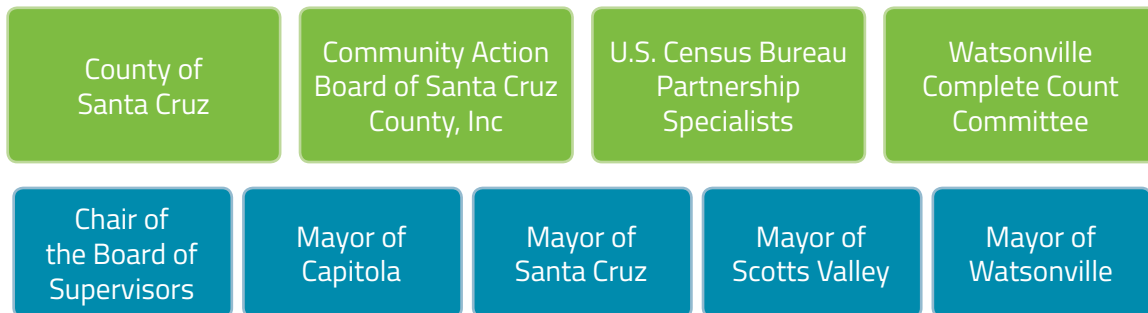 County of
Santa Cruz
Community Action
Board of Santa Cruz
County, Inc
U.S. Census Bureau
Partnership
Specialists
Watsonville
Complete Count
Committee
Chair of
the Board of
Supervisors
Mayor of
Capitola
Mayor of
Santa Cruz
Mayor of
Scotts Valley
Mayor of
Watsonville